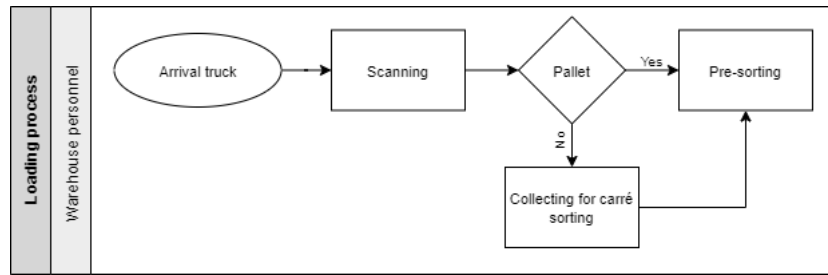 Loading process
Warehouse personnel
Arrival truck
Scanning
Pallet
Yes
Pre-sorting
No
Collecting for carré
sorting